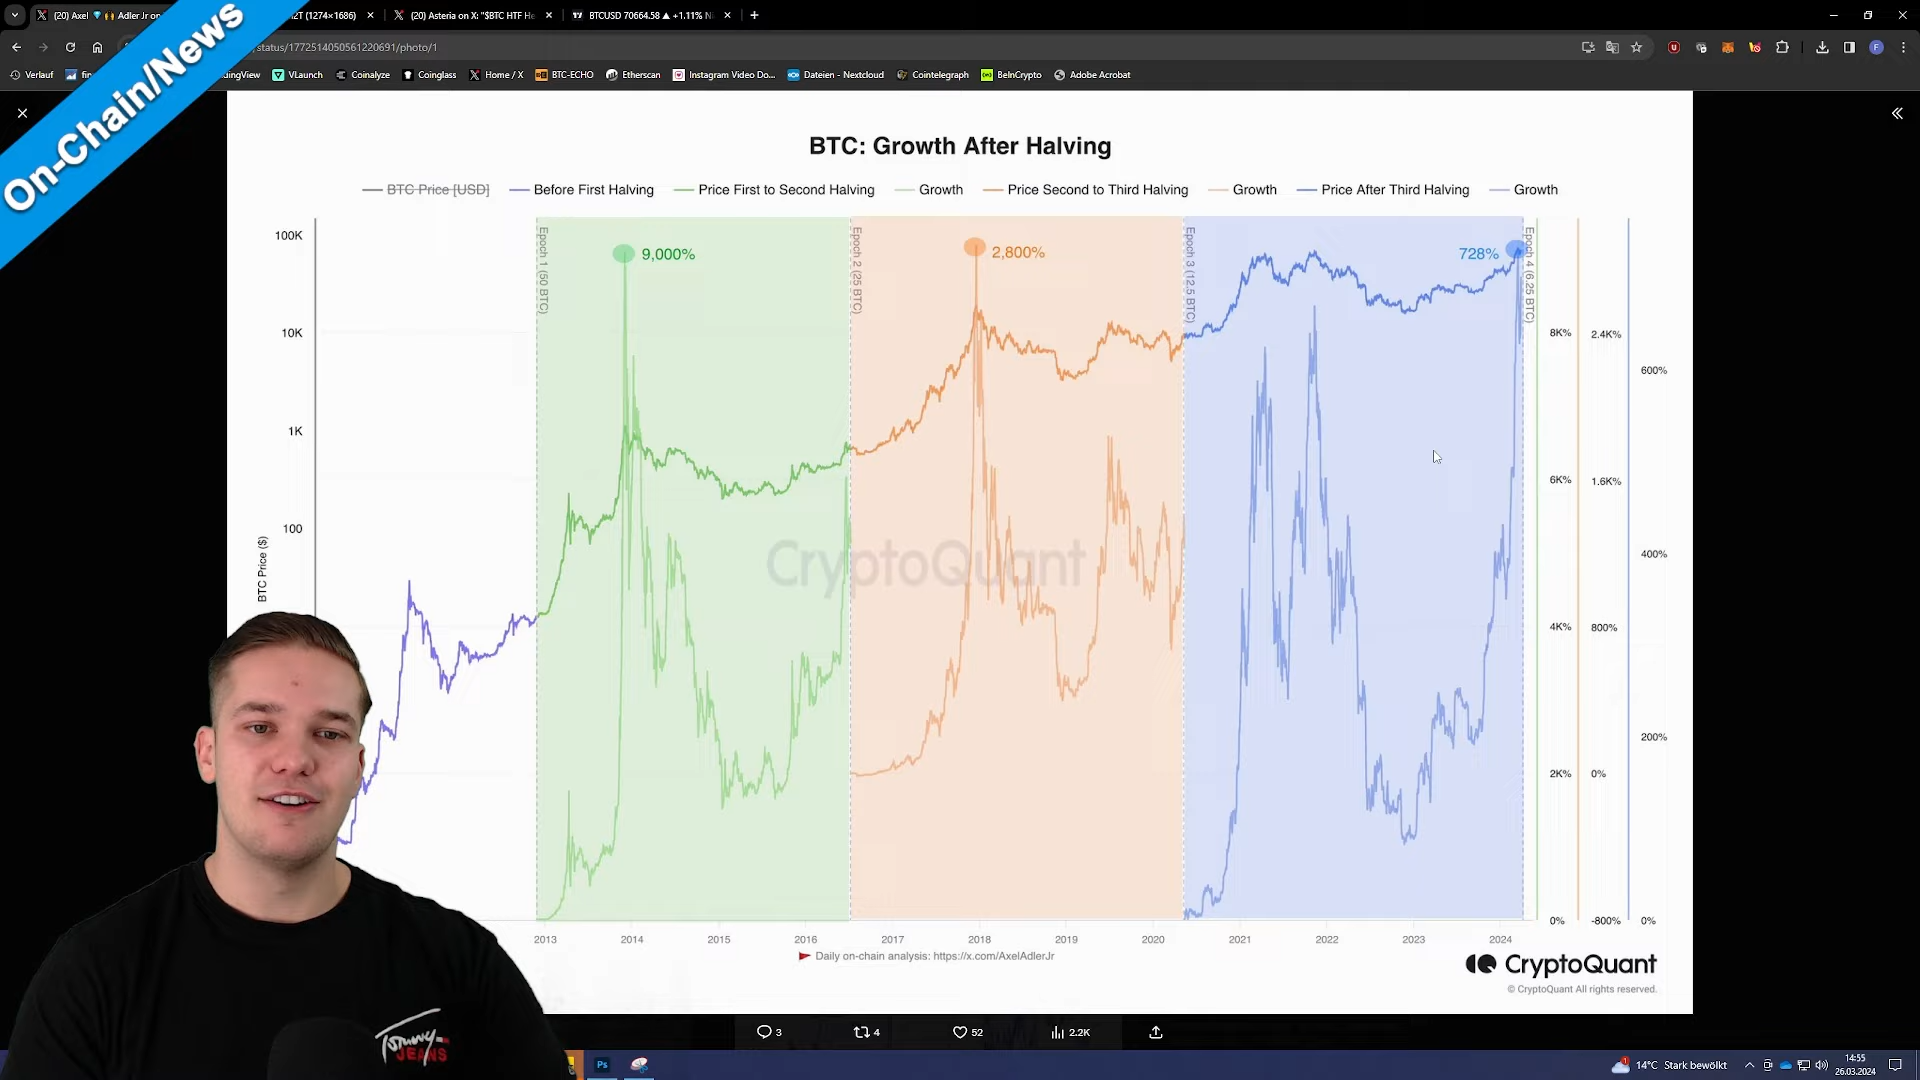 (20) Axel
Adler Jr on
2T (1274×1686)
(20) Asteria on X: "$BTC HTF He
BTCUSD 70664.58 ▲ +1.11% N
status/1772514050561220691/photo/1
Verlauf
fin
dingView
VLaunch
Coinalyze
Coinglass
Home / X
BTC-ECHO
Etherscan
Instagram Video Do...
Dateien - Nextcloud
Cointelegraph
BeInCrypto
Adobe Acrobat
On-Chain/News
BTC: Growth After Halving
BTC Price [USD]
Before First Halving
Price First to Second Halving
Growth
Price Second to Third Halving
Growth
Price After Third Halving
Growth
100K
10K
1K
100
BTC Price ($)
Epoch 1 (50 BTC)
9,000%
Epoch 2 (25 BTC)
2,800%
Epoch 3 (12.5 BTC)
728%
Epoch 4 (6.25 BTC)
8K%
6K%
4K%
2K%
0%
2.4K%
1.6K%
800%
0%
-800%
600%
400%
200%
0%
CryptoQuant
2013
2014
2015
2016
2017
2018
2019
2020
2021
2022
2023
2024
Daily on-chain analysis: https://x.com/AxelAdlerJr
CryptoQuant
© CryptoQuant All rights reserved.
3
4
52
2.2K
Tommy
JEANS
Ps
14°C Stark bewölkt
14:55
26.03.2024